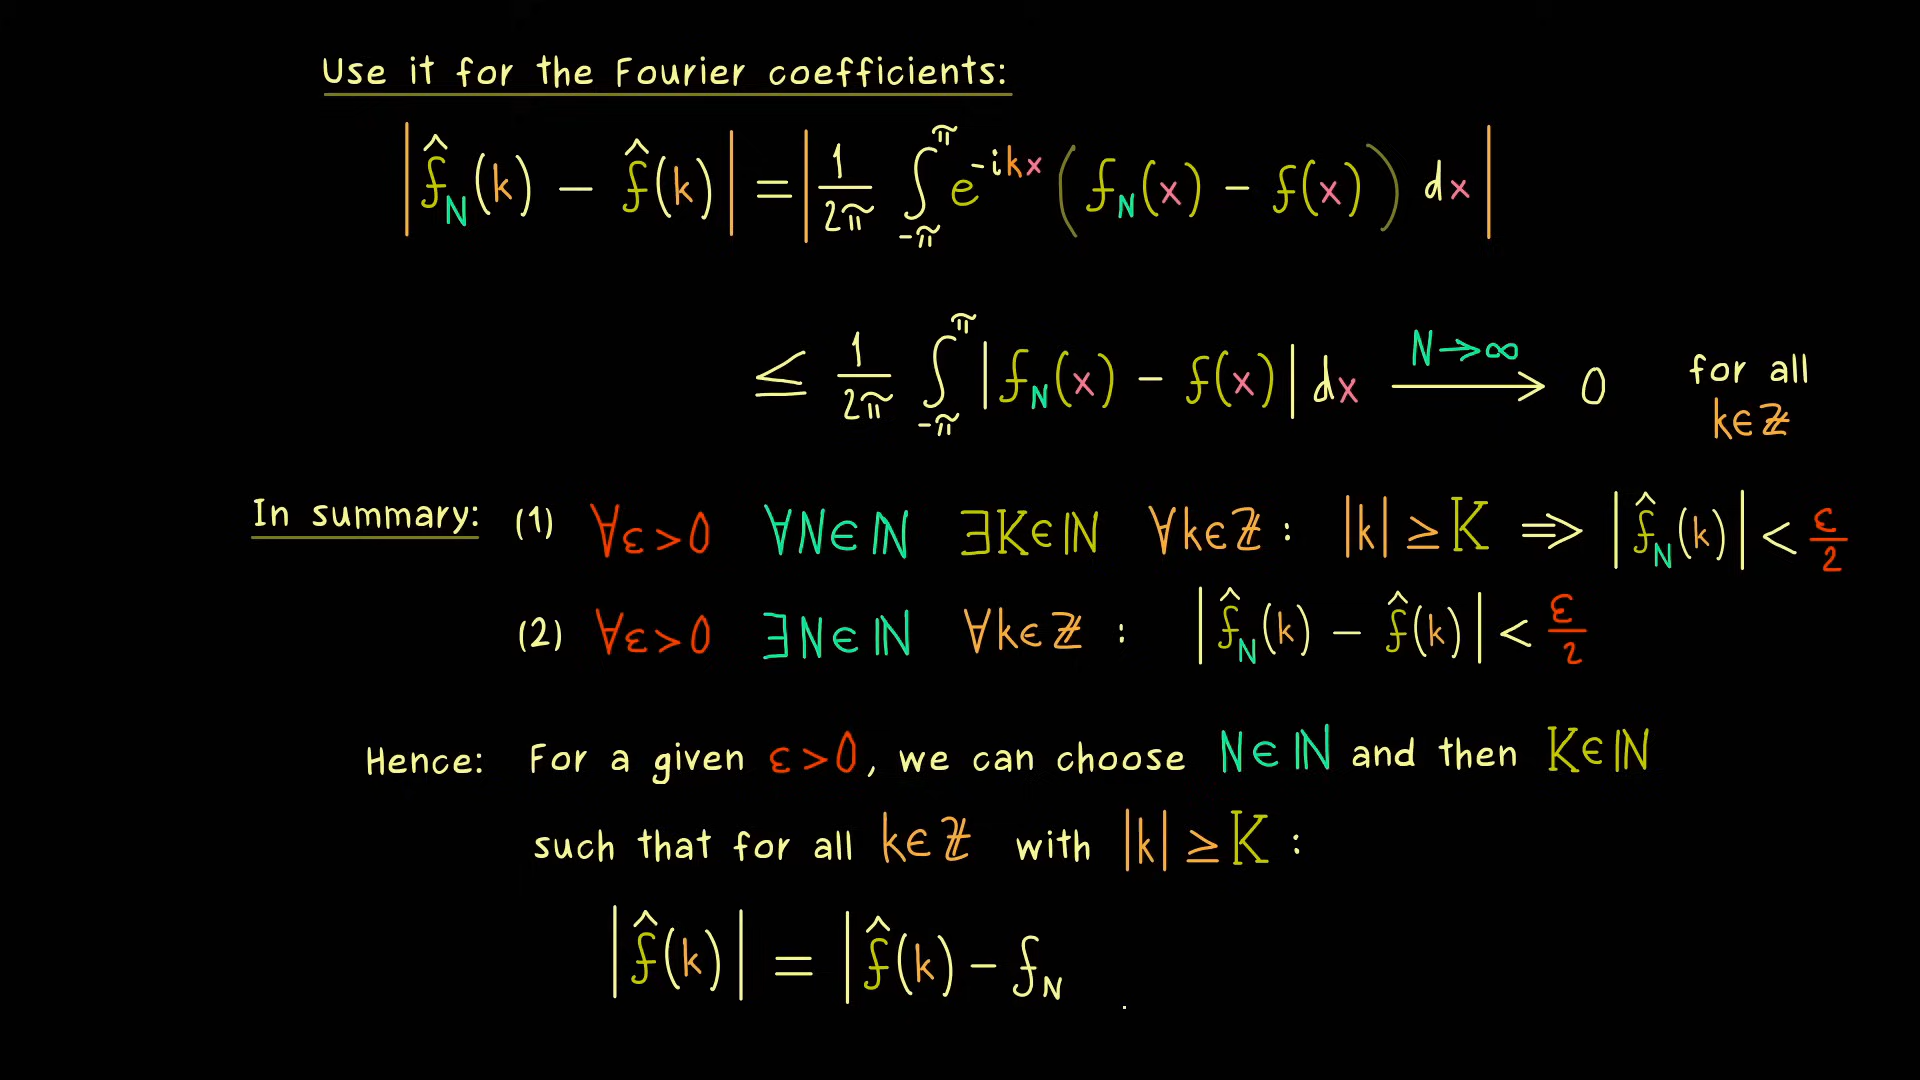 Use it for the Fourier coefficients:
|f̂_N(k) − f̂(k)| = |1/2π ∫_{-π}^{π} e^{-ikx} (f_N(x) − f(x)) dx|
≤ 1/2π ∫_{-π}^{π} |f_N(x) − f(x)| dx —N→∞→ 0 for all k∈ℤ
In summary: (1) ∀ε>0 ∀N∈ℕ ∃K∈ℕ ∀k∈ℤ : |k| ≥ K ⇒ |f̂_N(k)| < ε/2
(2) ∀ε>0 ∃N∈ℕ ∀k∈ℤ : |f̂_N(k) − f̂(k)| < ε/2
Hence: For a given ε>0, we can choose N∈ℕ and then K∈ℕ
such that for all k∈ℤ with |k| ≥ K :
|f̂(k)| = |f̂(k) − f_N